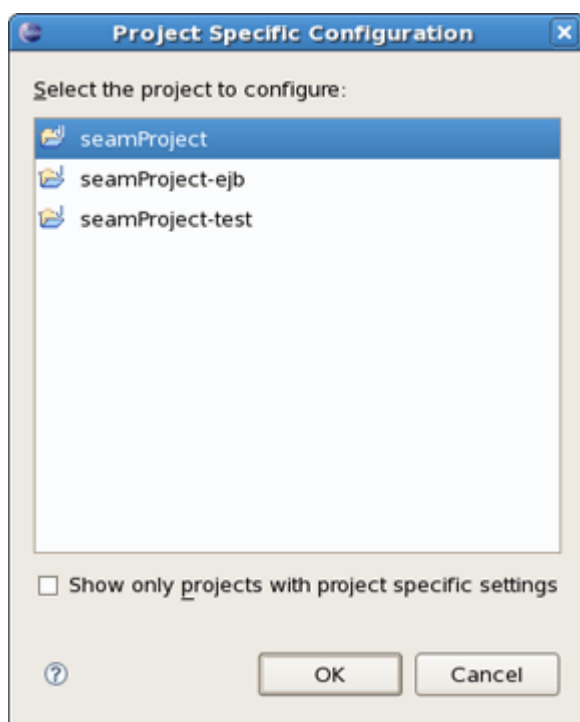 Project Specific Configuration
Select the project to configure:
seamProject
seamProject-ejb
seamProject-test
Show only projects with project specific settings
?
OK Cancel